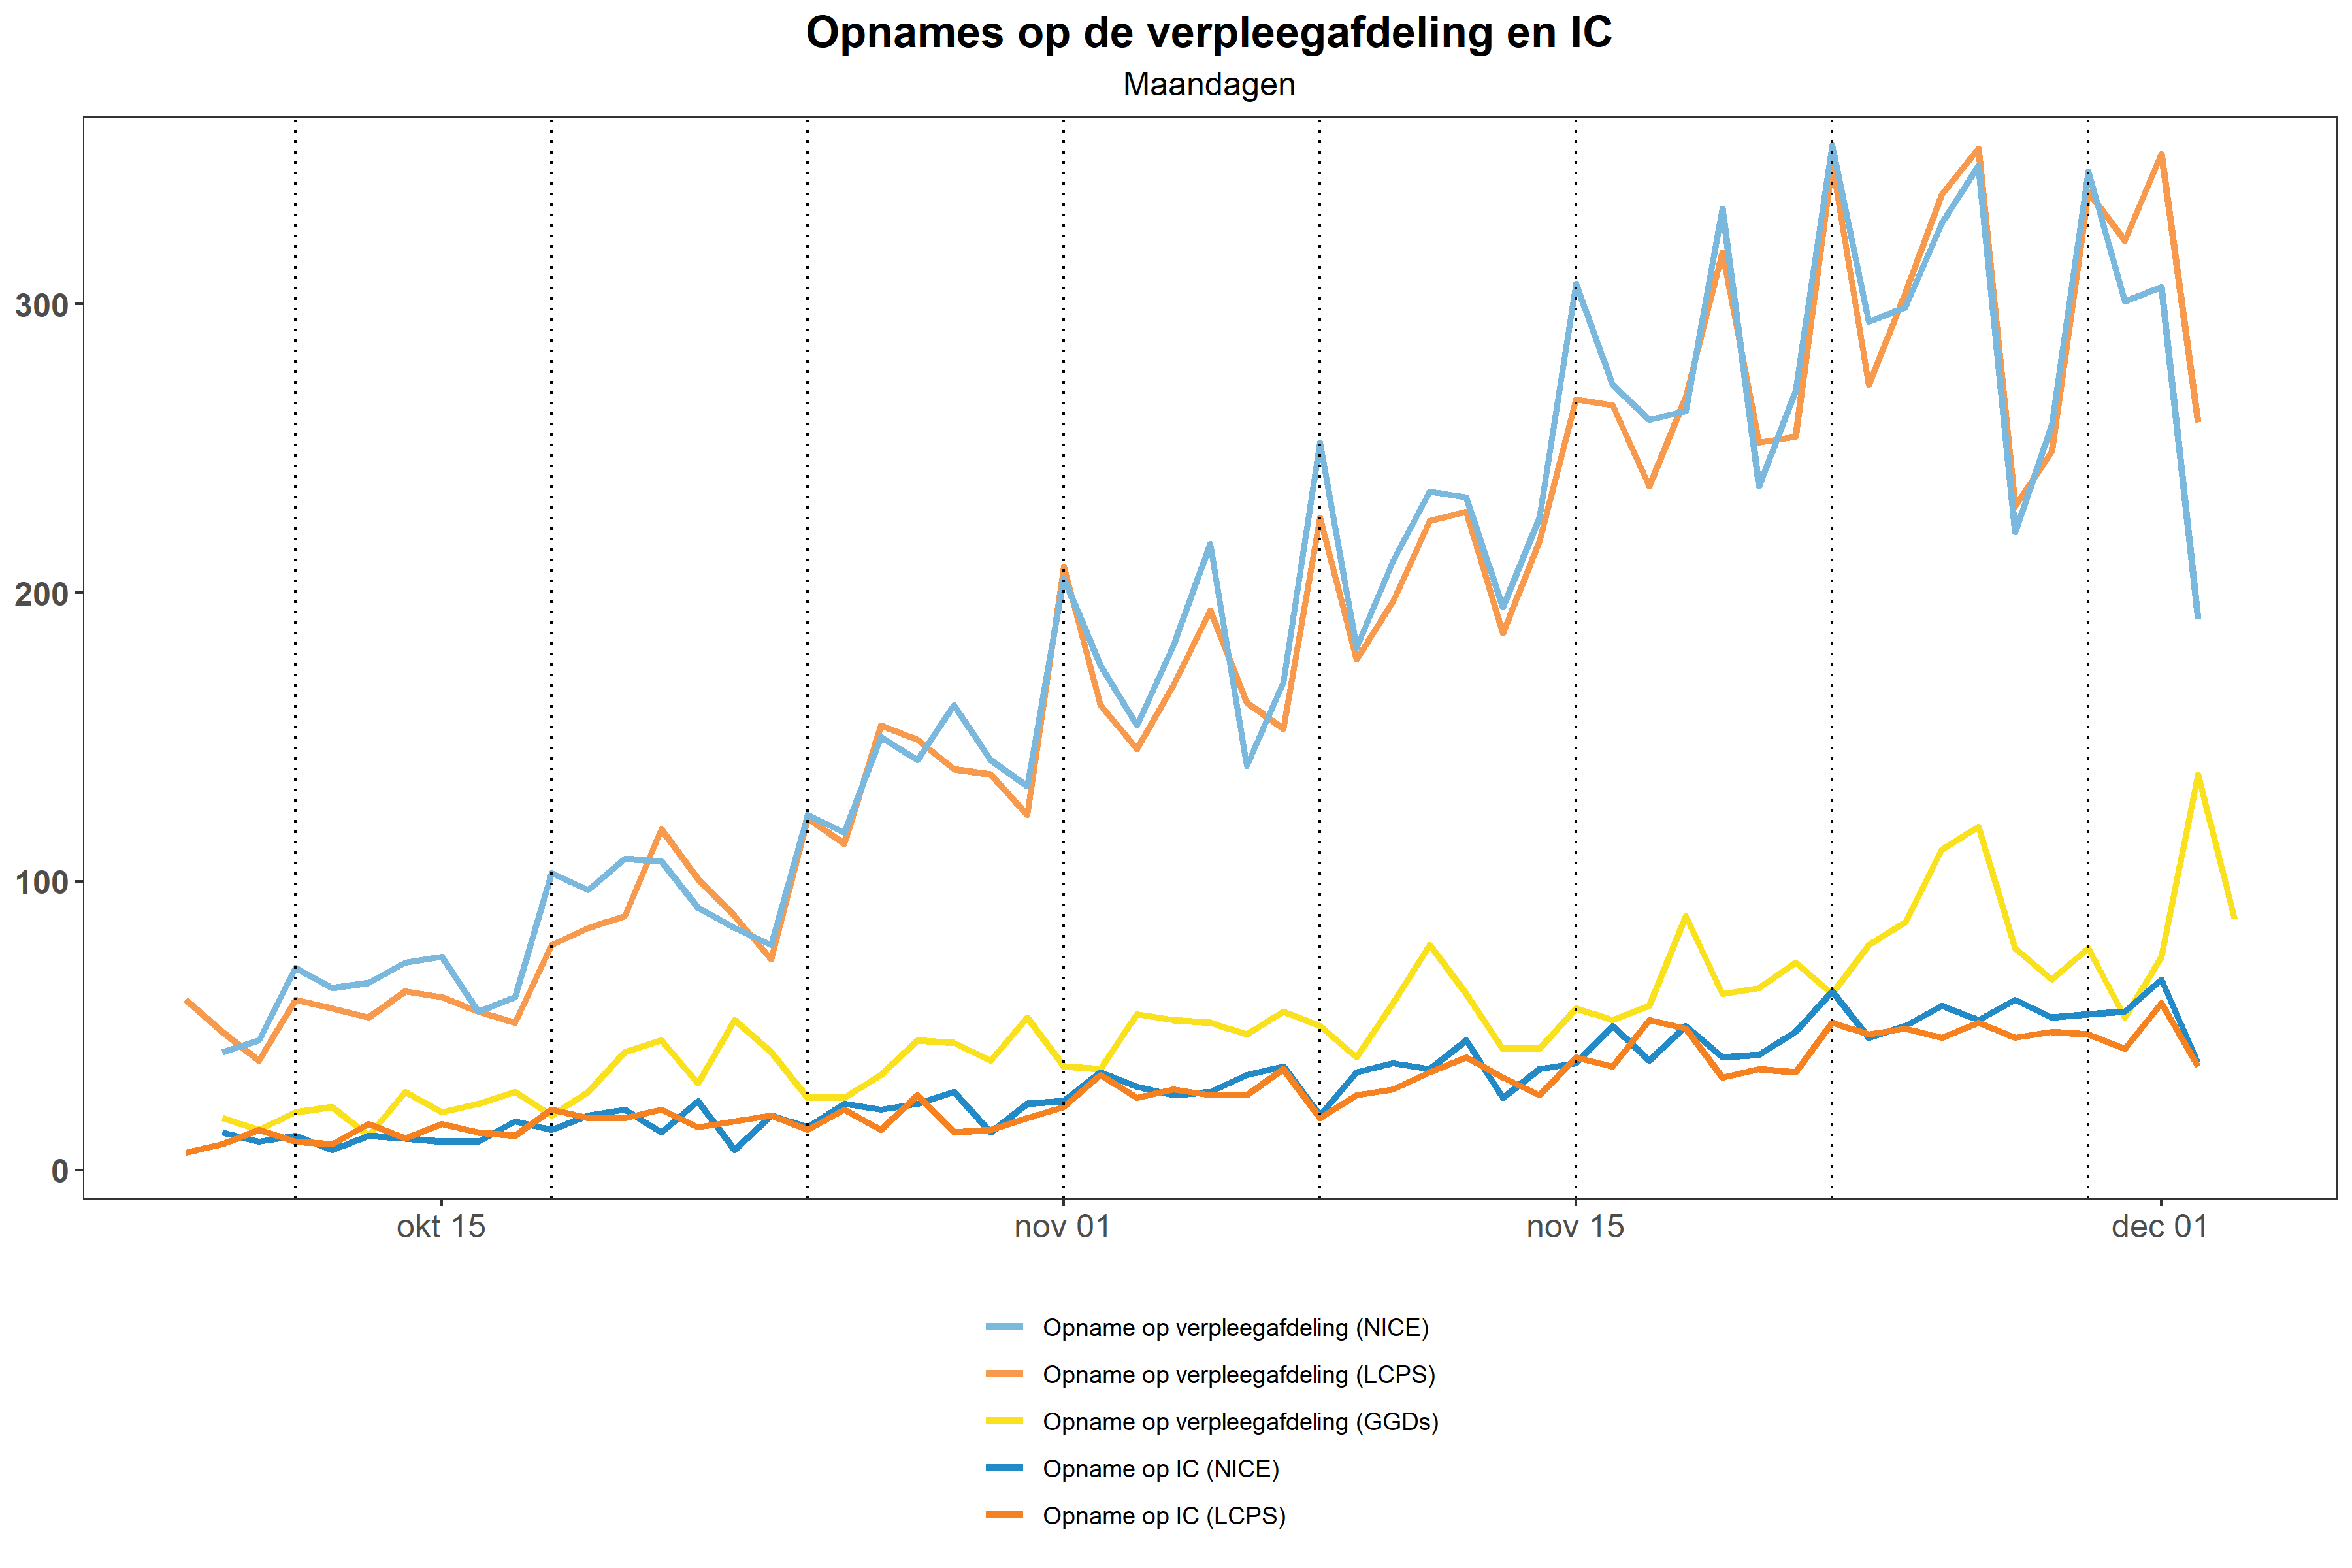 Opnames op de verpleegafdeling en IC
Maandagen
300
200
100
0
okt 15
nov 01
nov 15
dec 01
Opname op verpleegafdeling (NICE)
Opname op verpleegafdeling (LCPS)
Opname op verpleegafdeling (GGDs)
Opname op IC (NICE)
Opname op IC (LCPS)